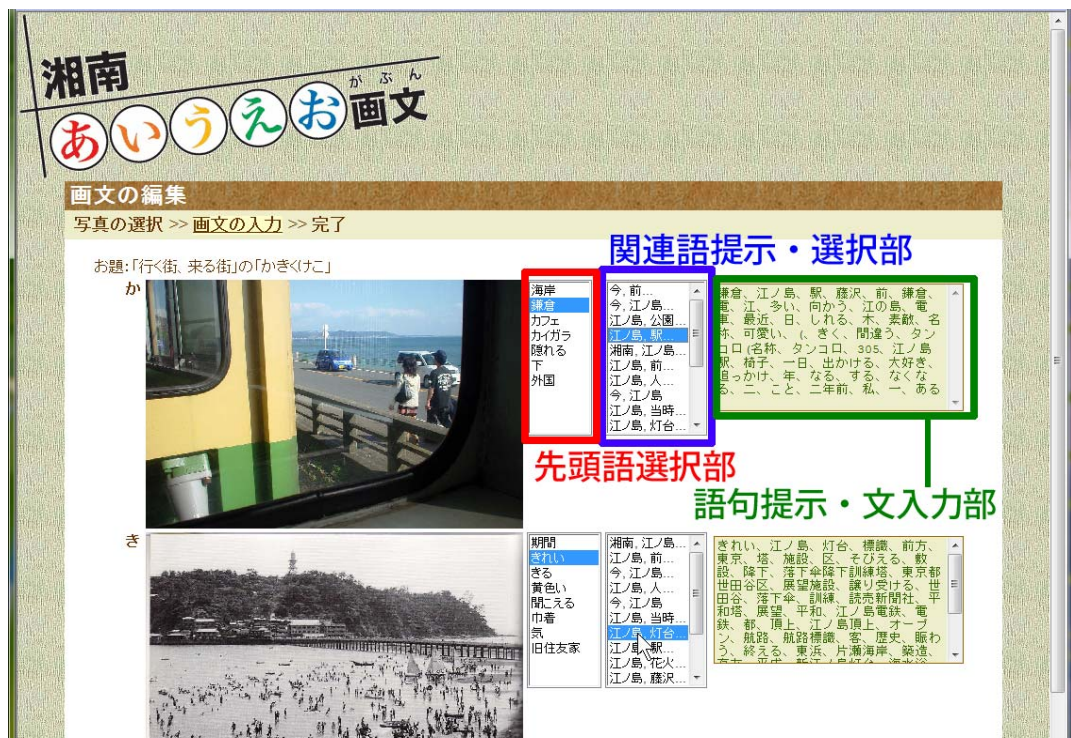 湘南
あいうえお画文
がぶん
画文の編集
写真の選択 >> 画文の入力 >> 完了
お題:「行く街、来る街」の「かきくけこ」
関連語提示・選択部
か
海岸
鎌倉
カフェ
カイガラ
隠れる
下
外国
今, 前...
今, 江ノ島...
江ノ島, 公園...
江ノ島, 駅...
湘南, 江ノ島...
江ノ島, 前...
江ノ島, 人...
今, 江ノ島
江ノ島, 当時...
江ノ島, 灯台...
鎌倉、江ノ島、駅、藤沢、前、鎌倉、
電、江、多い、向かう、江の島、電
車、最近、日、しれる、木、素敵、名
称、可愛い、(、きく、間違う、タン
コロ(名称、タンコロ、305、江ノ島
駅、椅子、一日、出かける、大好き、
追っかけ、年、なる、する、なくな
る、二、こと、二年前、私、一、ある
先頭語選択部
語句提示・文入力部
き
期間
きれい
きる
黄色い
聞こえる
巾着
気
旧住友家
湘南, 江ノ島...
江ノ島, 前...
今, 江ノ島...
江ノ島, 人...
今, 江ノ島
江ノ島, 当時...
江ノ島, 灯台...
江ノ島, 駅...
江ノ島, 花火...
江ノ島, 藤沢...
きれい、江ノ島、灯台、標識、前方、
東京、塔、施設、区、そびえる、敷
設、降下、落下傘降下訓練塔、東京都
世田谷区、展望施設、譲り受ける、世
田谷、落下傘、訓練、読売新聞社、平
和塔、展望、平和、江ノ島電鉄、電
鉄、都、頂上、江ノ島頂上、オープ
ン、航路、航路標識、客、歴史、賑わ
う、終える、東浜、片瀬海岸、築造、